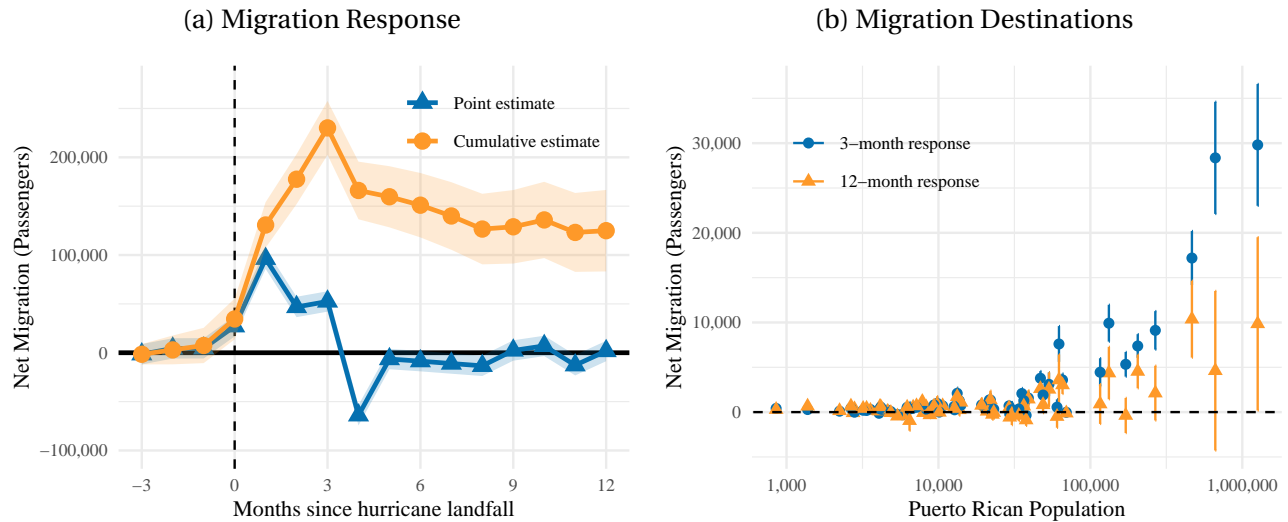 (a) Migration Response
Net Migration (Passengers)
200,000
100,000
0
−100,000
Point estimate
Cumulative estimate
−3
0
3
6
9
12
Months since hurricane landfall
(b) Migration Destinations
Net Migration (Passengers)
30,000
20,000
10,000
0
3−month response
12−month response
1,000
10,000
100,000
1,000,000
Puerto Rican Population